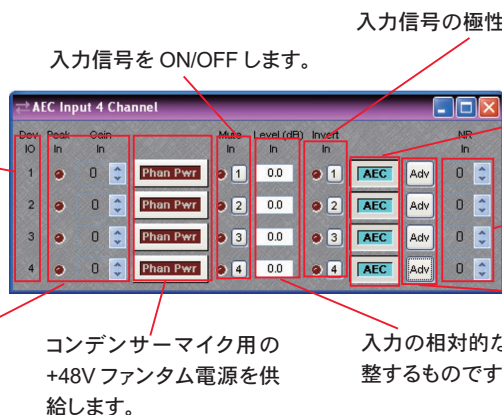 入力信号の極性
入力信号を ON/OFF します。
AEC Input 4 Channel
Dev IO Peak In Gain In Mute In Level (dB) In Invert In NR In
1 0 Phan Pwr 1 0.0 1 AEC Adv 0
2 0 Phan Pwr 2 0.0 2 AEC Adv 0
3 0 Phan Pwr 3 0.0 3 AEC Adv 0
4 0 Phan Pwr 4 0.0 4 AEC Adv 0
コンデンサーマイク用の
+48V ファンタム電源を供
給します。
入力の相対的な
整するものです